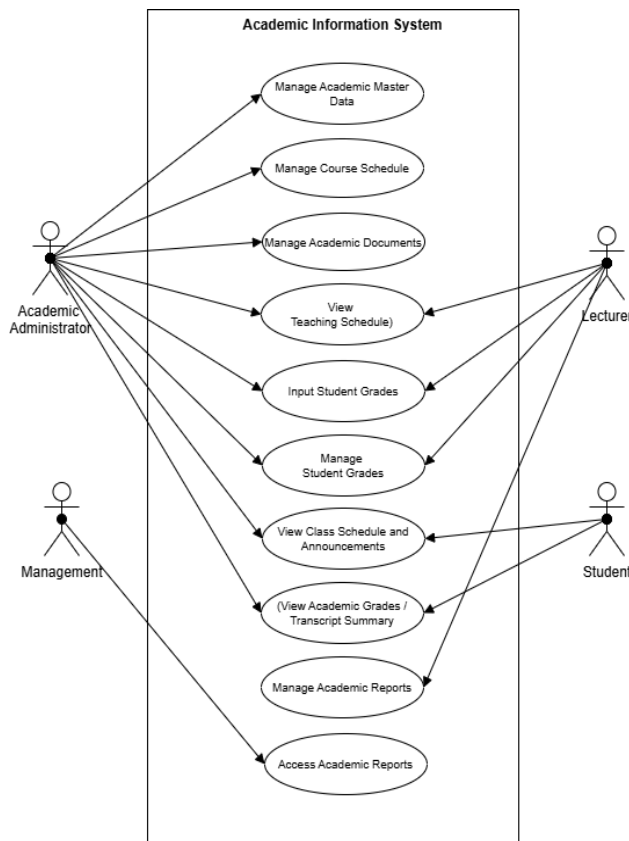 Academic Information System
Manage Academic Master
Data
Manage Course Schedule
Manage Academic Documents
Academic
Administrator
View
Teaching Schedule)
Lecturer
Input Student Grades
Manage
Student Grades
View Class Schedule and
Announcements
Management
Student
(View Academic Grades /
Transcript Summary
Manage Academic Reports
Access Academic Reports